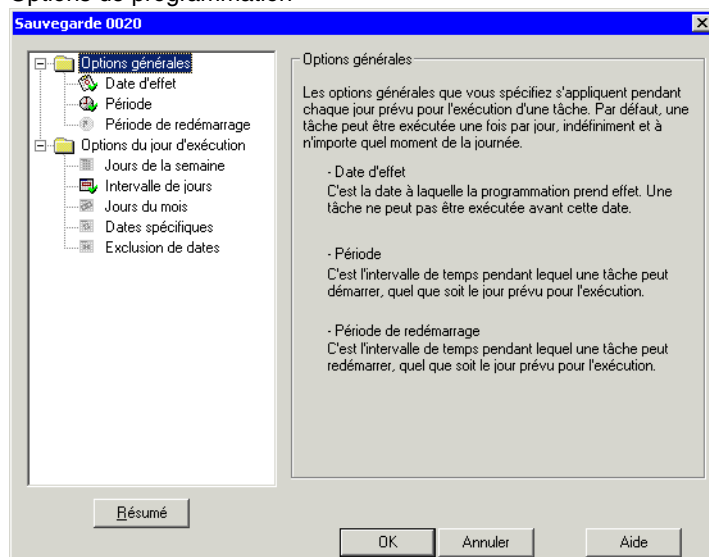 Options de programmation
Sauvegarde 0020
Options générales
Date d'effet
Période
Période de redémarrage
Options du jour d'exécution
Jours de la semaine
Intervalle de jours
Jours du mois
Dates spécifiques
Exclusion de dates
Résumé
Options générales
Les options générales que vous spécifiez s'appliquent pendant
chaque jour prévu pour l'exécution d'une tâche. Par défaut, une
tâche peut être exécutée une fois par jour, indéfiniment et à
n'importe quel moment de la journée.
- Date d'effet
C'est la date à laquelle la programmation prend effet. Une
tâche ne peut pas être exécutée avant cette date.
- Période
C'est l'intervalle de temps pendant lequel une tâche peut
démarrer, quel que soit le jour prévu pour l'exécution.
- Période de redémarrage
C'est l'intervalle de temps pendant lequel une tâche peut
redémarrer, quel que soit le jour prévu pour l'exécution.
OK
Annuler
Aide